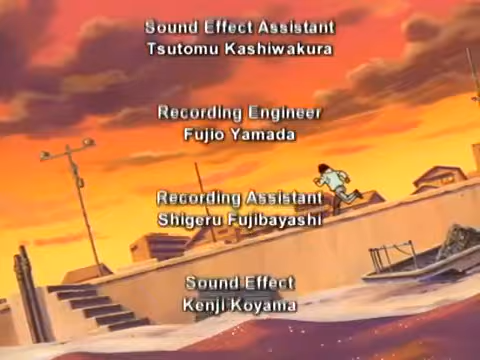 Sound Effect Assistant
Tsutomu Kashiwakura
Recording Engineer
Fujio Yamada
Recording Assistant
Shigeru Fujibayashi
Sound Effect
Kenji Koyama